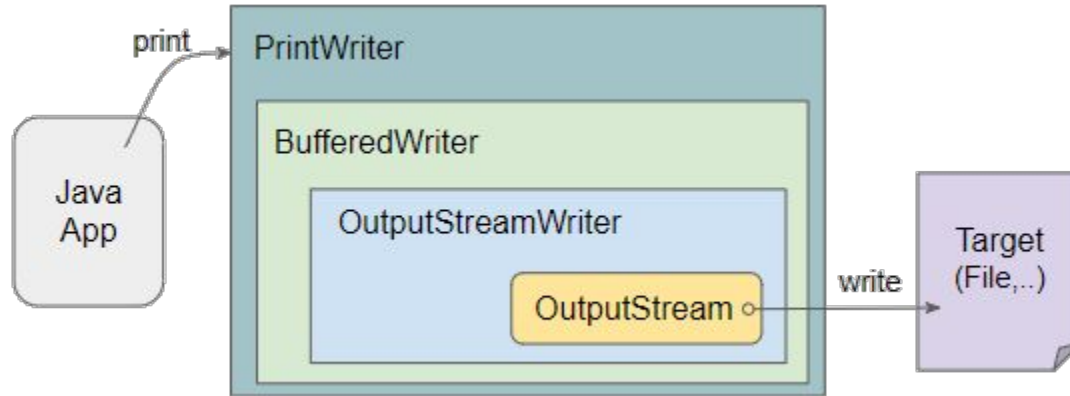 print
PrintWriter
BufferedWriter
Java
App
OutputStreamWriter
OutputStream
write
Target
(File,..)